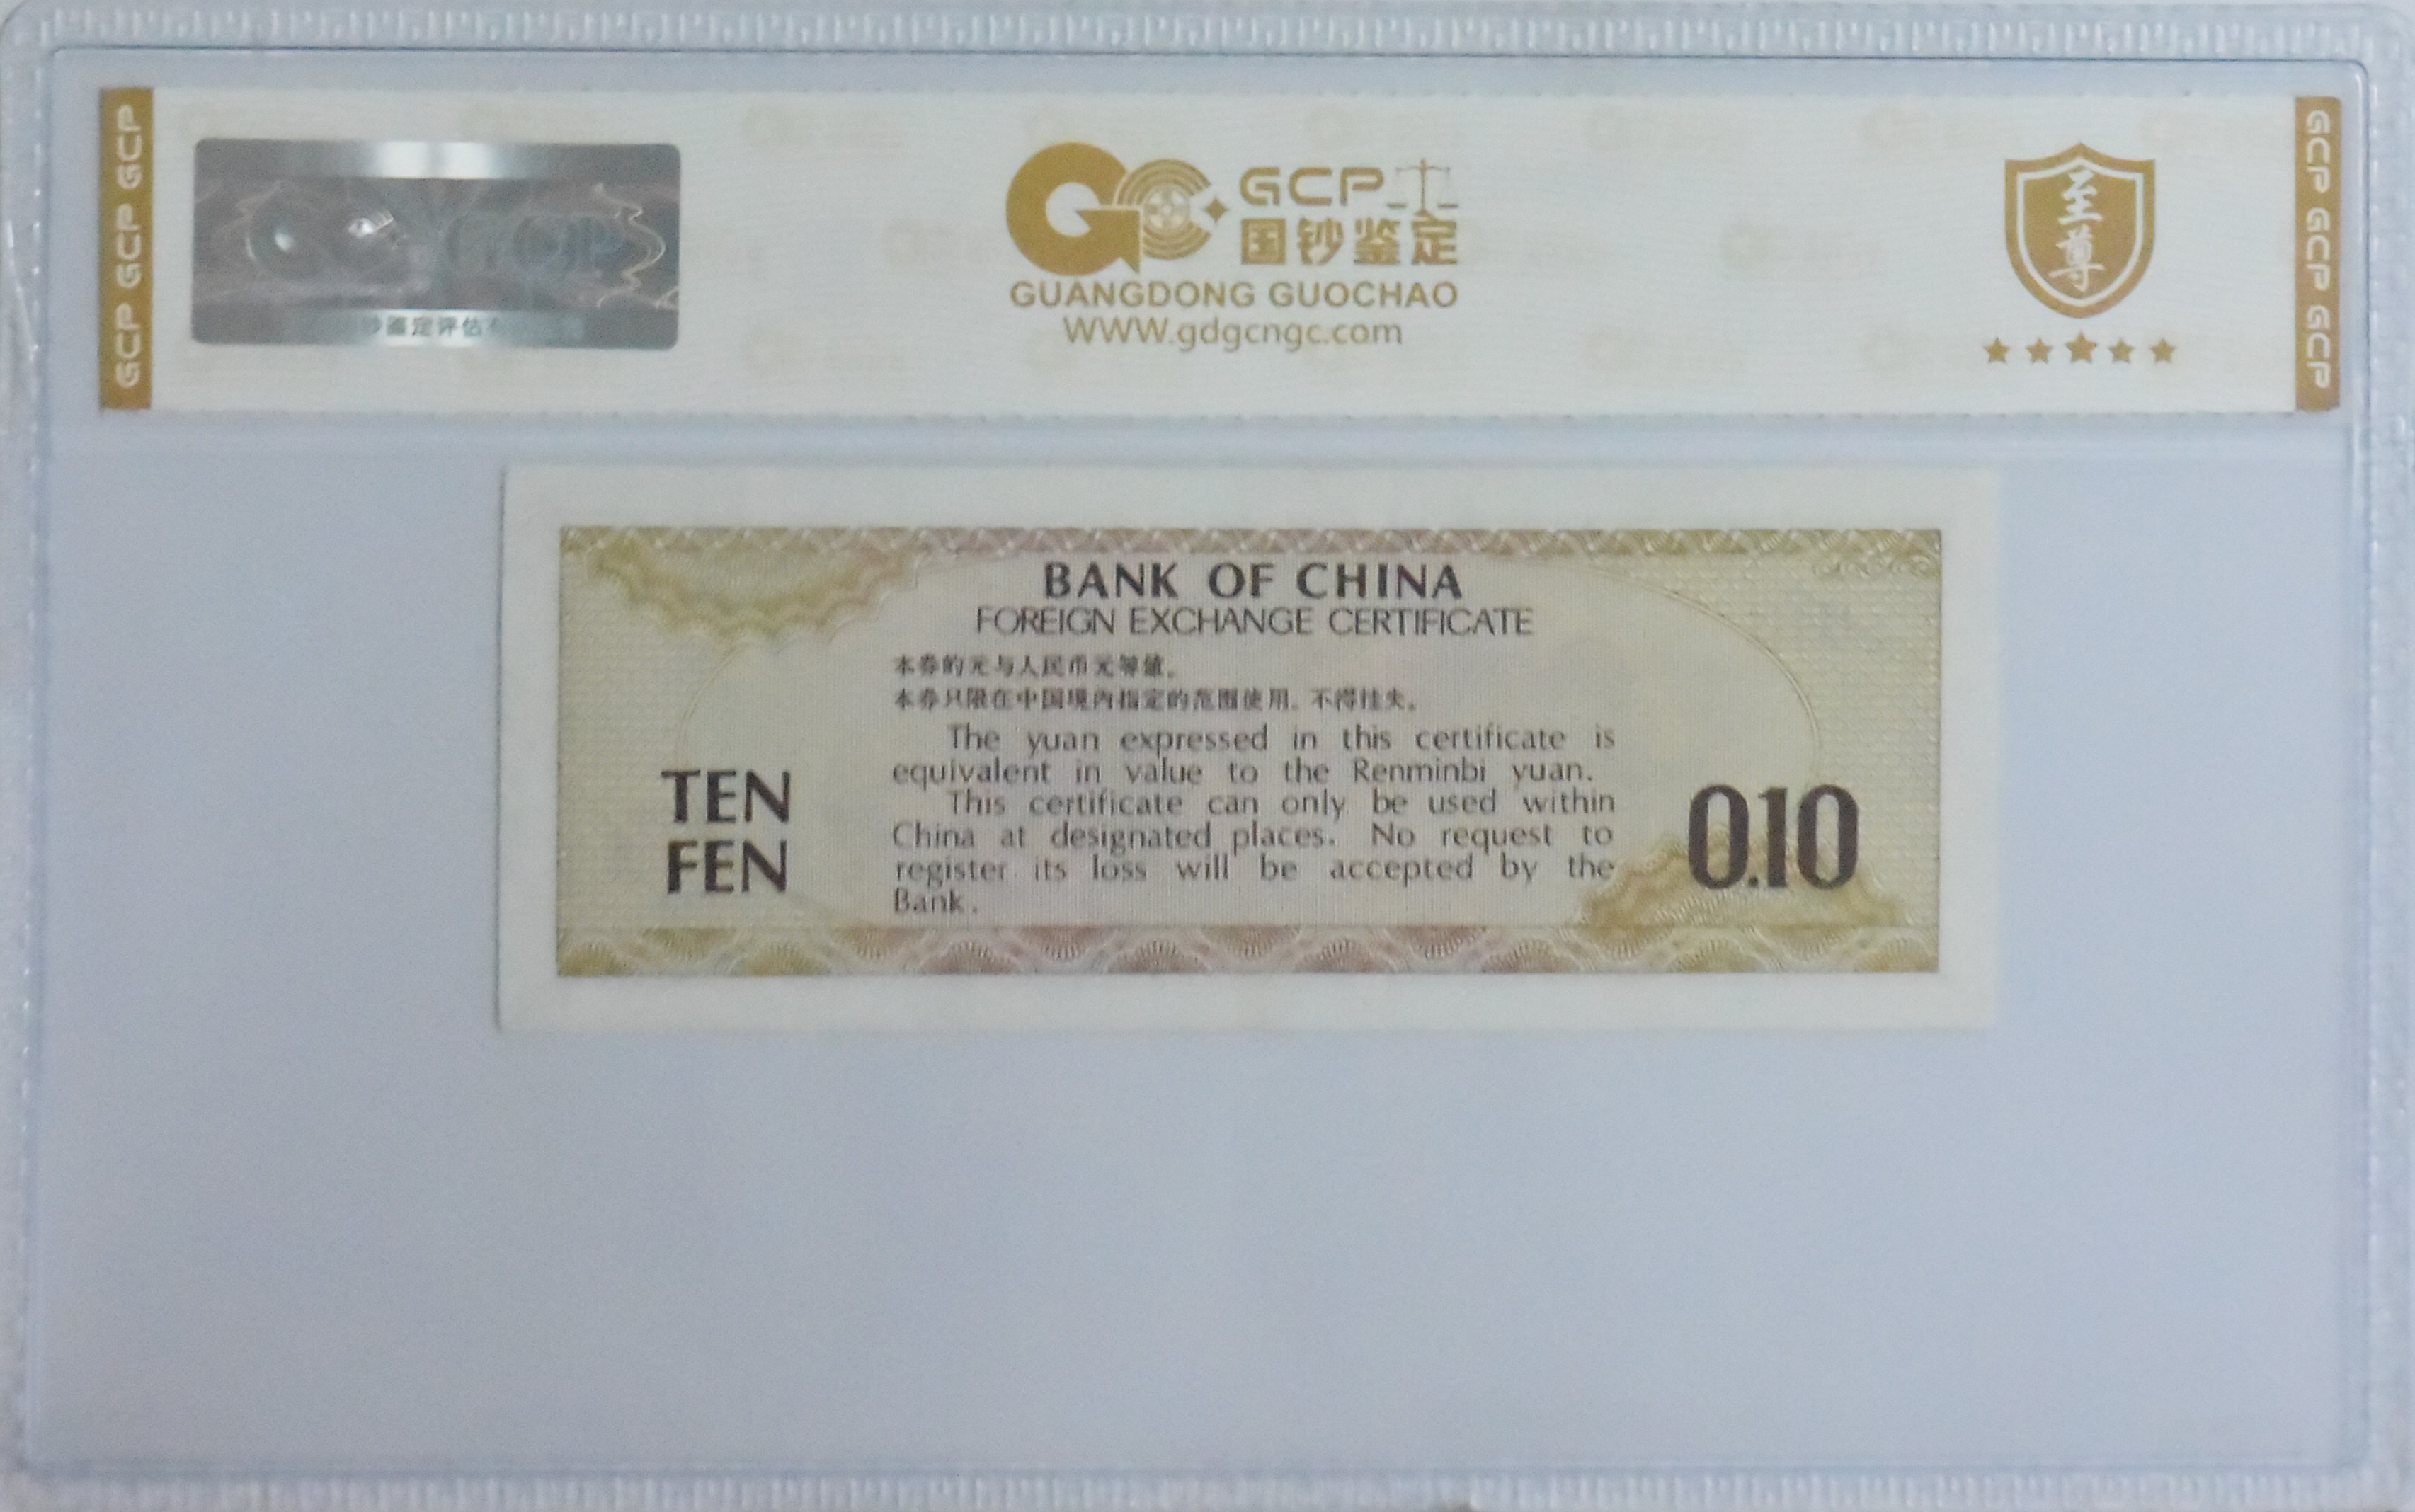 GCP GCP GCP
GCP
鉴定评估
GCP
国钞鉴定
GUANGDONG GUOCHAO
WWW.gdgcngc.com
至尊
GCP GCP GCP
BANK OF CHINA
FOREIGN EXCHANGE CERTIFICATE
本券的元与人民币元等值。
本券只限在中国境内指定的范围使用。不得挂失。
The yuan expressed in this certificate is
equivalent in value to the Renminbi yuan.
This certificate can only be used within
China at designated places. No request to
register its loss will be accepted by the
Bank.
TEN
FEN
0.10